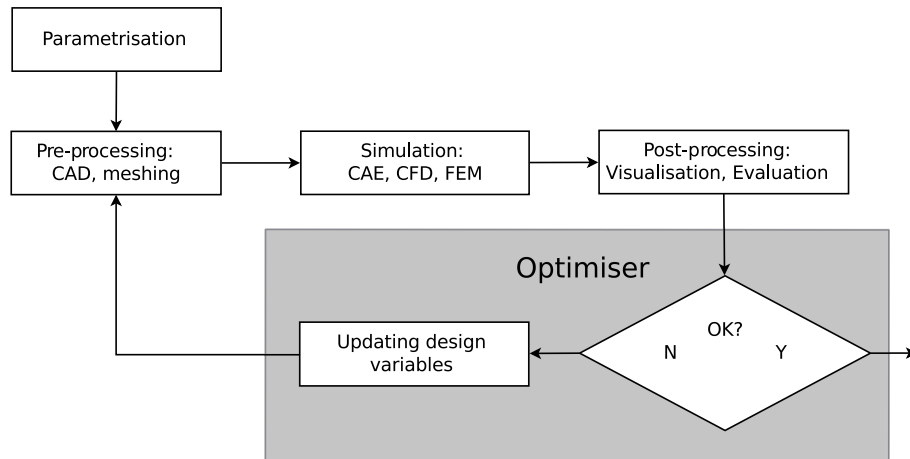 Parametrisation
Pre-processing:
CAD, meshing
Simulation:
CAE, CFD, FEM
Post-processing:
Visualisation, Evaluation
Optimiser
OK?
N
Y
Updating design
variables